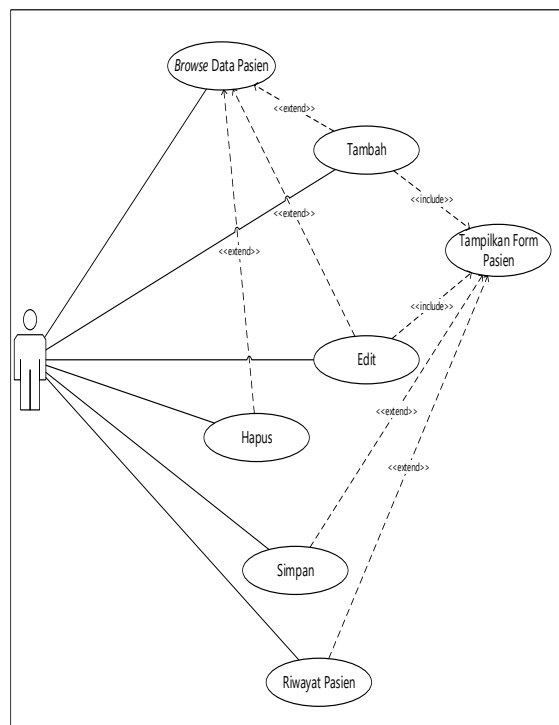 Browse Data Pasien
<<extend>>
Tambah
<<include>>
<<extend>>
Tampilkan Form
Pasien
<<extend>>
<<include>>
Edit
<<extend>>
Hapus
<<extend>>
Simpan
Riwayat Pasien